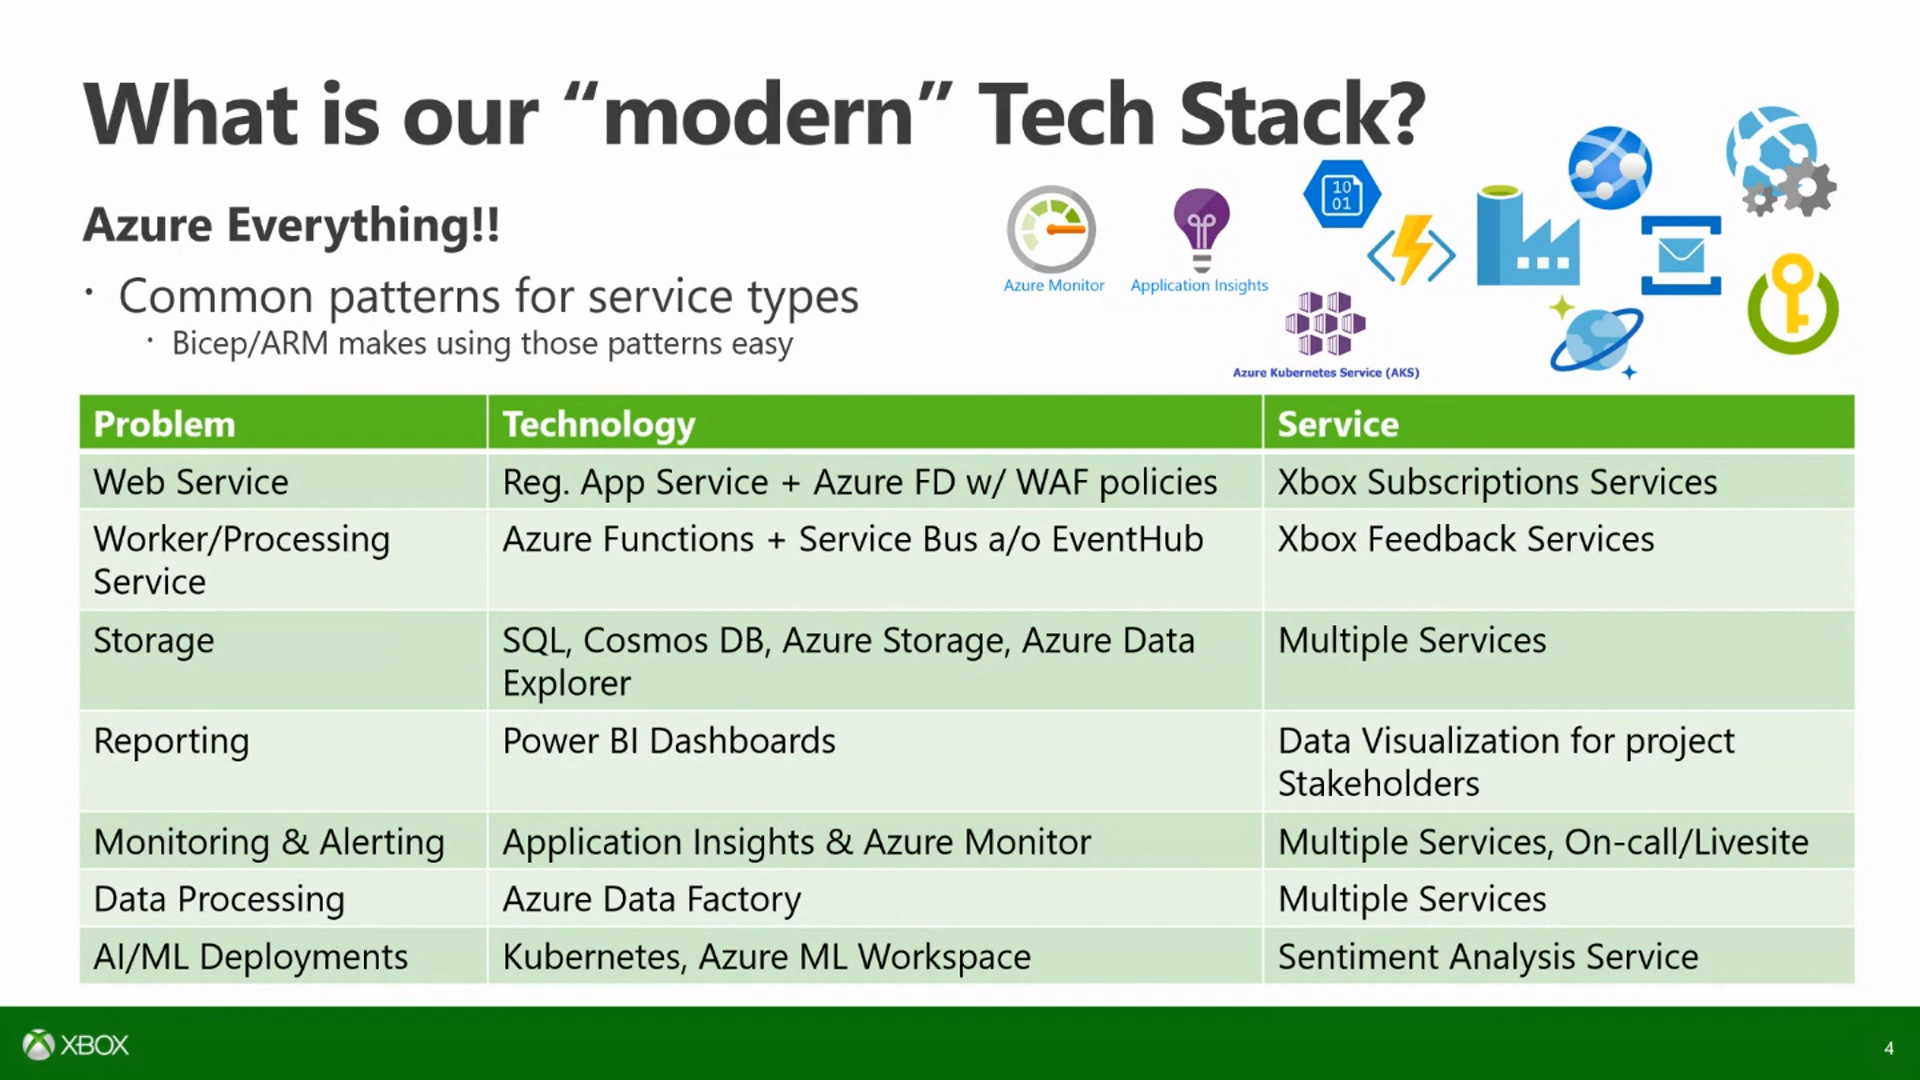 What is our “modern” Tech Stack?
Azure Everything!!
· Common patterns for service types
· Bicep/ARM makes using those patterns easy
Azure Monitor
Application Insights
10
01
Azure Kubernetes Service (AKS)
Problem Technology Service
Web Service Reg. App Service + Azure FD w/ WAF policies Xbox Subscriptions Services
Worker/Processing Azure Functions + Service Bus a/o EventHub Xbox Feedback Services
Service
Storage SQL, Cosmos DB, Azure Storage, Azure Data Multiple Services
Explorer
Reporting Power BI Dashboards Data Visualization for project
Stakeholders
Monitoring & Alerting Application Insights & Azure Monitor Multiple Services, On-call/Livesite
Data Processing Azure Data Factory Multiple Services
AI/ML Deployments Kubernetes, Azure ML Workspace Sentiment Analysis Service
XBOX
4